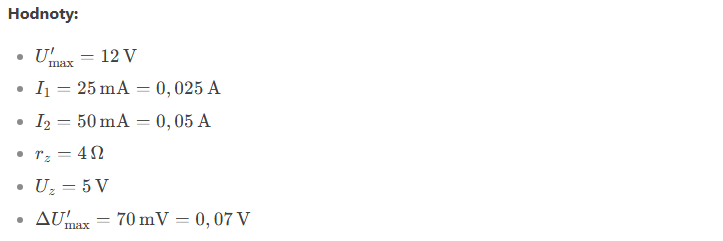 Hodnoty:
• U′max = 12 V
• I1 = 25 mA = 0, 025 A
• I2 = 50 mA = 0, 05 A
• rz = 4 Ω
• Uz = 5 V
• ΔU′max = 70 mV = 0, 07 V